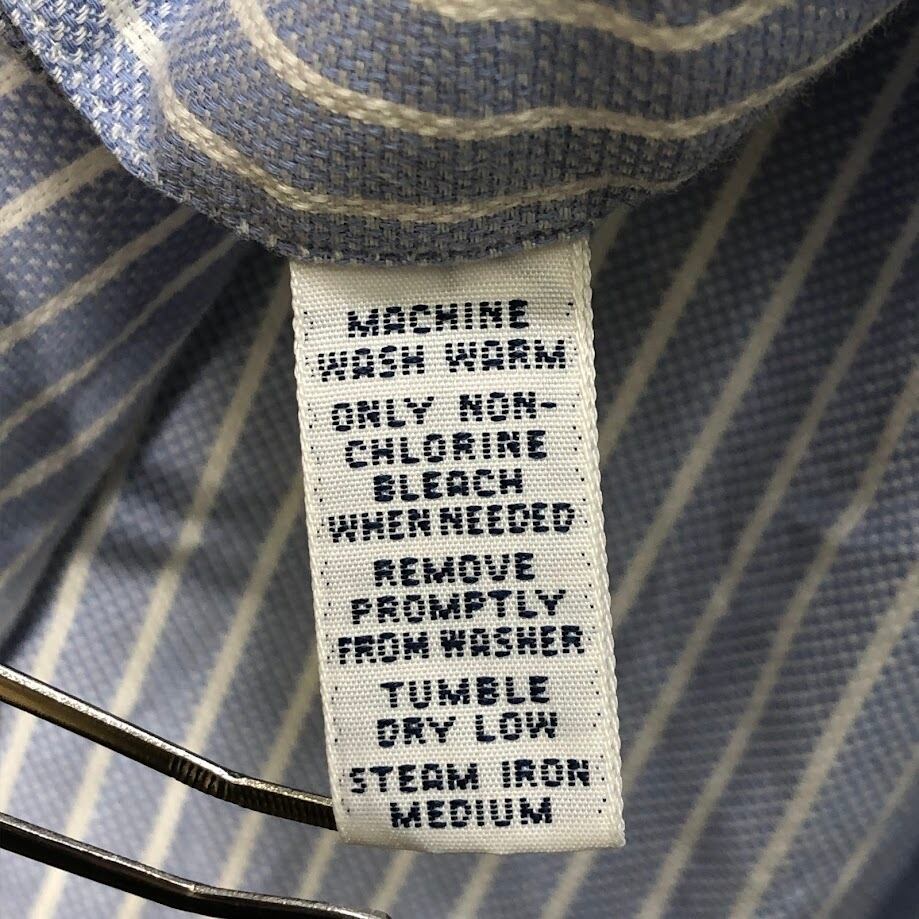 MACHINE
WASH WARM
ONLY NON-
CHLORINE
BLEACH
WHEN NEEDED
REMOVE
PROMPTLY
FROM WASHER
TUMBLE
DRY LOW
STEAM IRON
MEDIUM